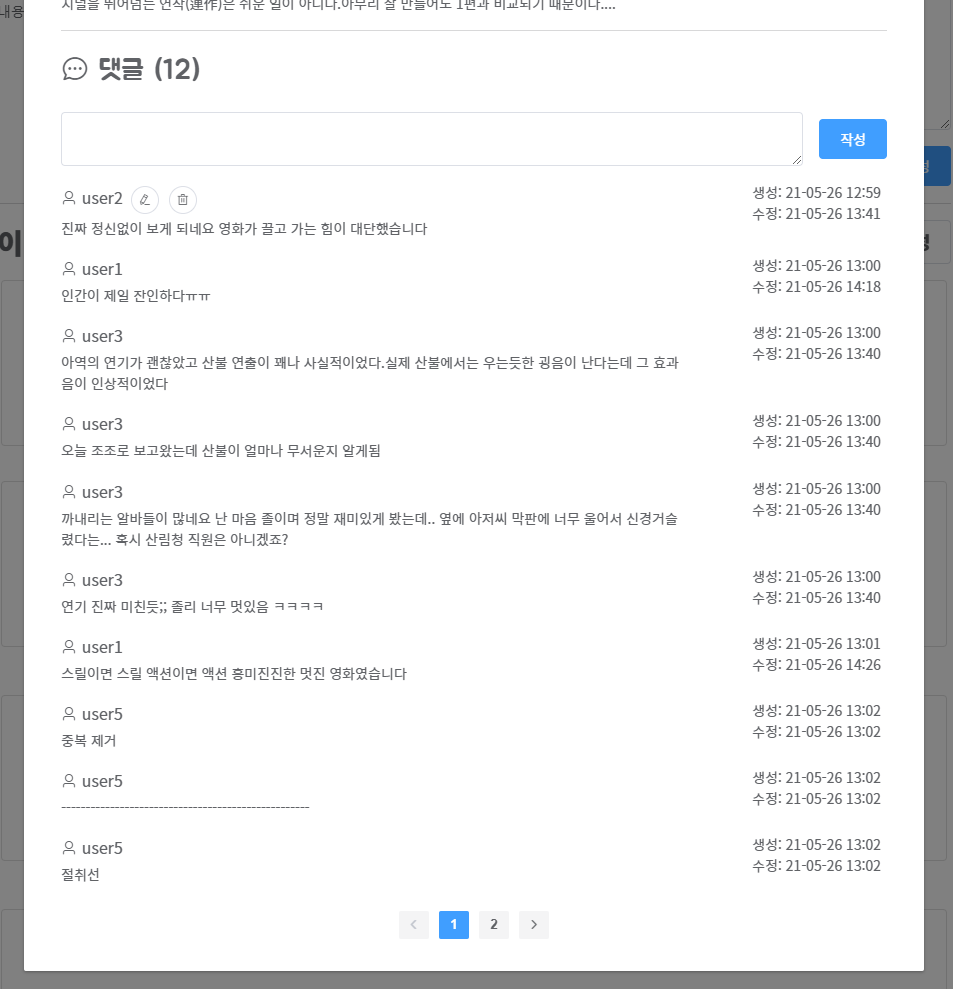 내용
지널을 뛰어넘는 연작(連作)은 쉬운 일이 아니다.아무리 잘 만들어도 1편과 비교되기 때문이다....
댓글 (12)
작성
user2
생성: 21-05-26 12:59
수정: 21-05-26 13:41
진짜 정신없이 보게 되네요 영화가 끌고 가는 힘이 대단했습니다
user1
생성: 21-05-26 13:00
수정: 21-05-26 14:18
인간이 제일 잔인하다ㅠㅠ
user3
생성: 21-05-26 13:00
수정: 21-05-26 13:40
아역의 연기가 괜찮았고 산불 연출이 꽤나 사실적이었다.실제 산불에서는 우는듯한 굉음이 난다는데 그 효과
음이 인상적이었다
user3
생성: 21-05-26 13:00
수정: 21-05-26 13:40
오늘 조조로 보고왔는데 산불이 얼마나 무서운지 알게됨
user3
생성: 21-05-26 13:00
수정: 21-05-26 13:40
까내리는 알바들이 많네요 난 마음 졸이며 정말 재미있게 봤는데.. 옆에 아저씨 막판에 너무 울어서 신경거슬
렸다는... 혹시 산림청 직원은 아니겠죠?
user3
생성: 21-05-26 13:00
수정: 21-05-26 13:40
연기 진짜 미친듯;; 졸리 너무 멋있음 ㅋㅋㅋㅋ
user1
생성: 21-05-26 13:01
수정: 21-05-26 14:26
스릴이면 스릴 액션이면 액션 흥미진진한 멋진 영화였습니다
user5
생성: 21-05-26 13:02
수정: 21-05-26 13:02
중복 제거
user5
생성: 21-05-26 13:02
수정: 21-05-26 13:02
---------------------------------------------------
user5
생성: 21-05-26 13:02
수정: 21-05-26 13:02
절취선
1 2